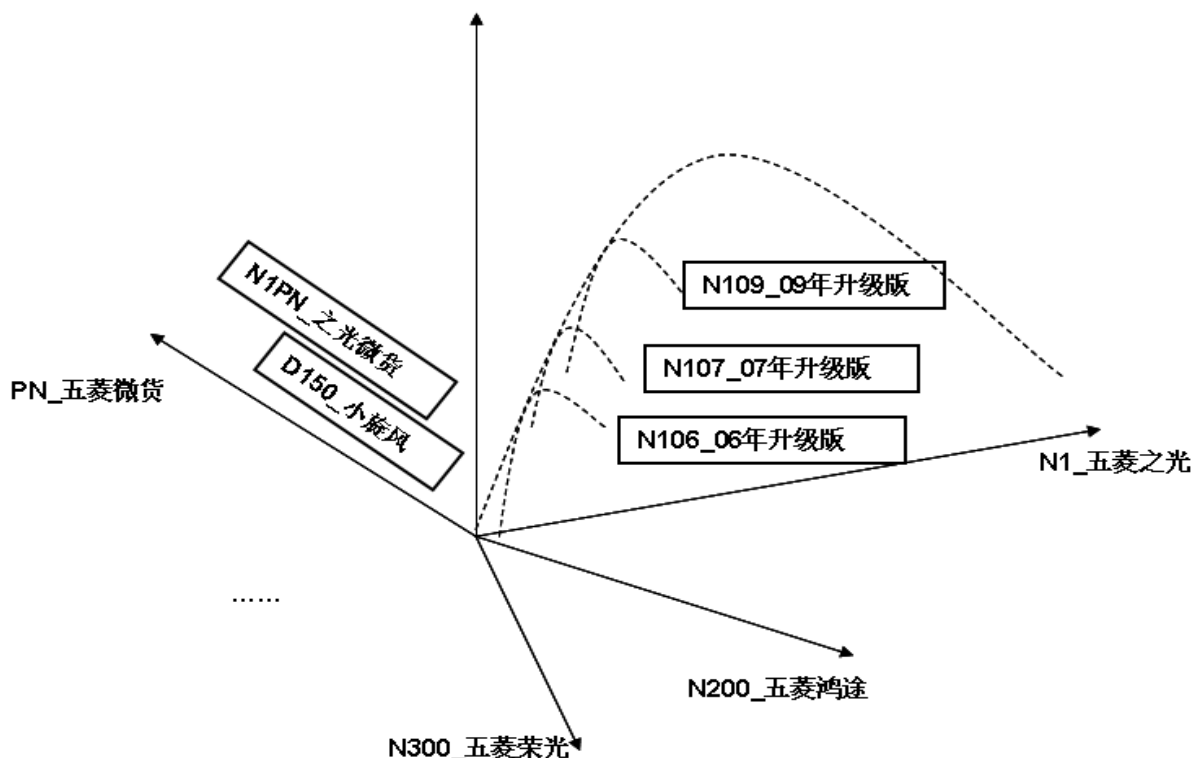 N1PN_之光微货
D150_小旋风
PN_五菱微货
N109_09年升级版
N107_07年升级版
N106_06年升级版
N1_五菱之光
……
N200_五菱鸿途
N300_五菱荣光